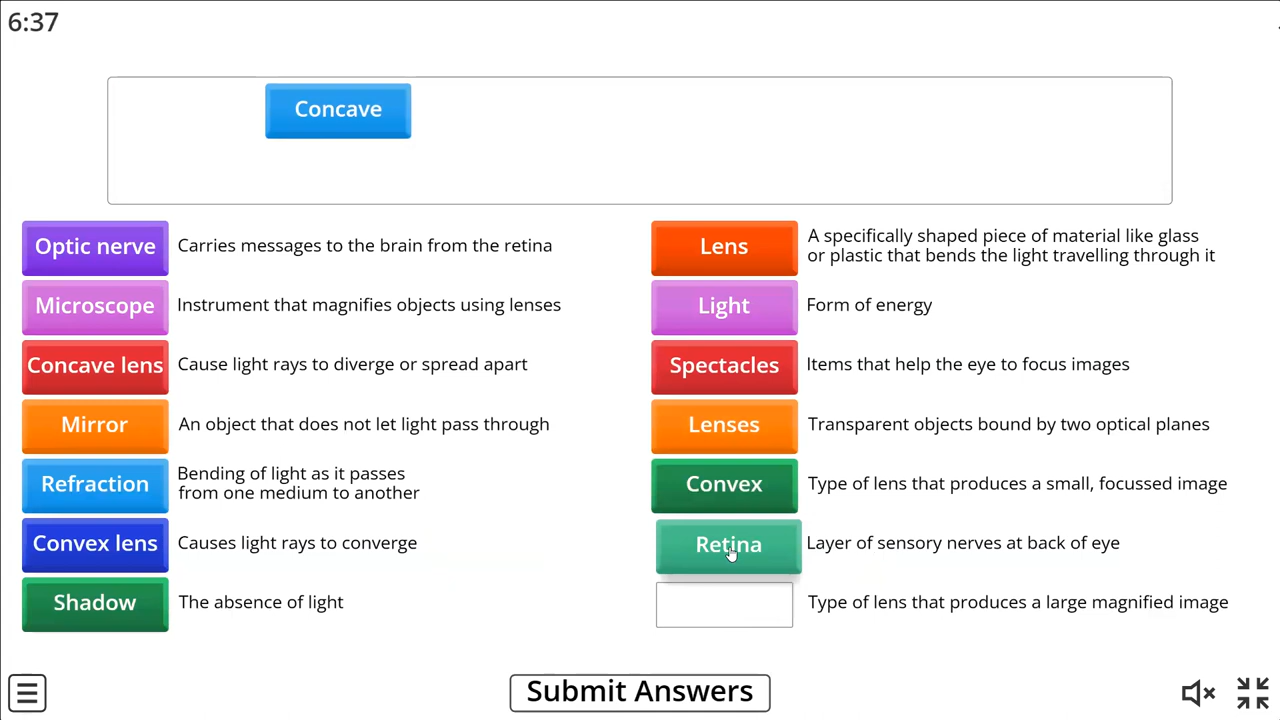 6:37
Concave
Optic nerve
Carries messages to the brain from the retina
Microscope
Instrument that magnifies objects using lenses
Concave lens
Cause light rays to diverge or spread apart
Mirror
An object that does not let light pass through
Refraction
Bending of light as it passes
from one medium to another
Convex lens
Causes light rays to converge
Shadow
The absence of light
Lens
A specifically shaped piece of material like glass
or plastic that bends the light travelling through it
Light
Form of energy
Spectacles
Items that help the eye to focus images
Lenses
Transparent objects bound by two optical planes
Convex
Type of lens that produces a small, focussed image
Retina
Layer of sensory nerves at back of eye
Type of lens that produces a large magnified image
Submit Answers